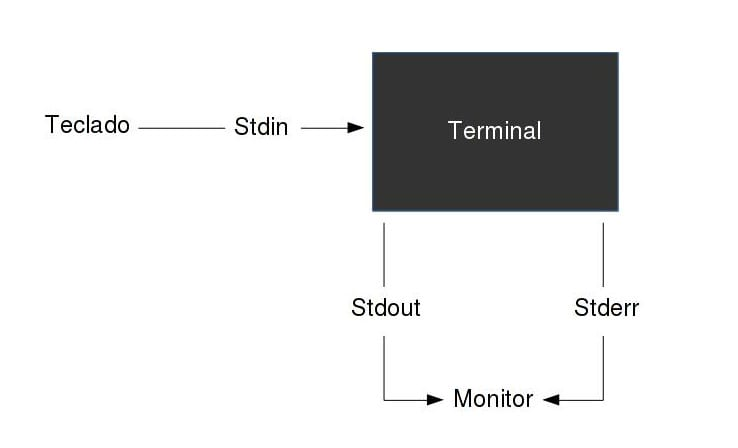 Teclado
Stdin
Terminal
Stdout
Stderr
Monitor